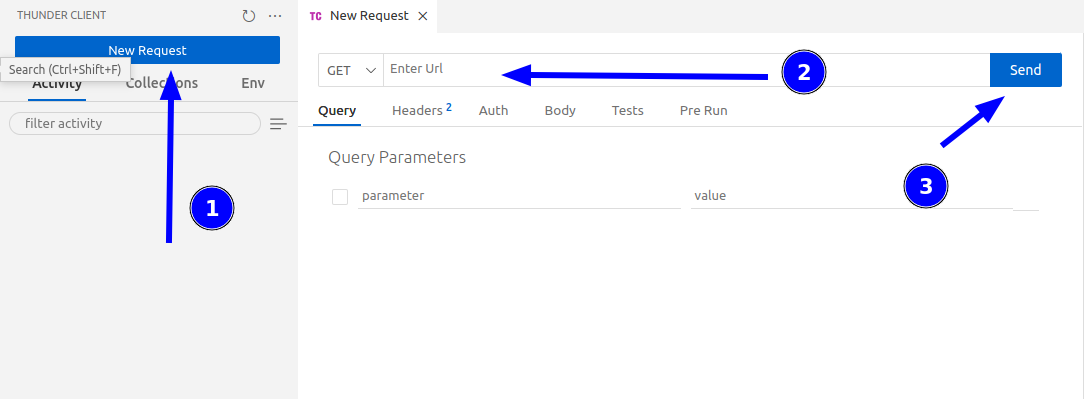 THUNDER CLIENT
New Request
Search (Ctrl+Shift+F)
Activity
Collections
Env
filter activity
1
TC New Request
GET
Enter Url
2
Send
Query
Headers 2
Auth
Body
Tests
Pre Run
3
Query Parameters
parameter
value